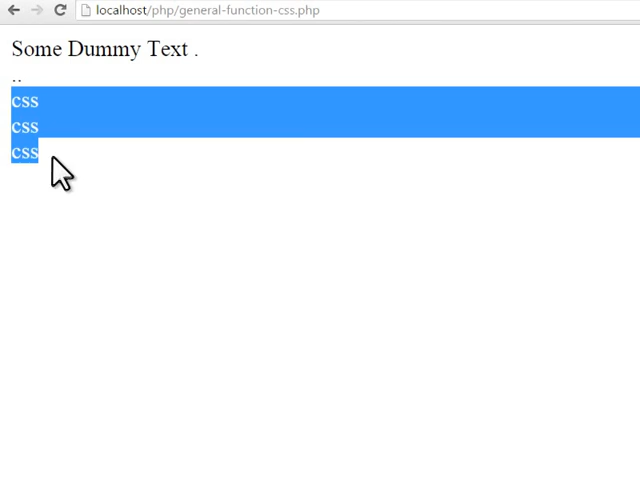 localhost/php/general-function-css.php
Some Dummy Text .
..
css
css
css